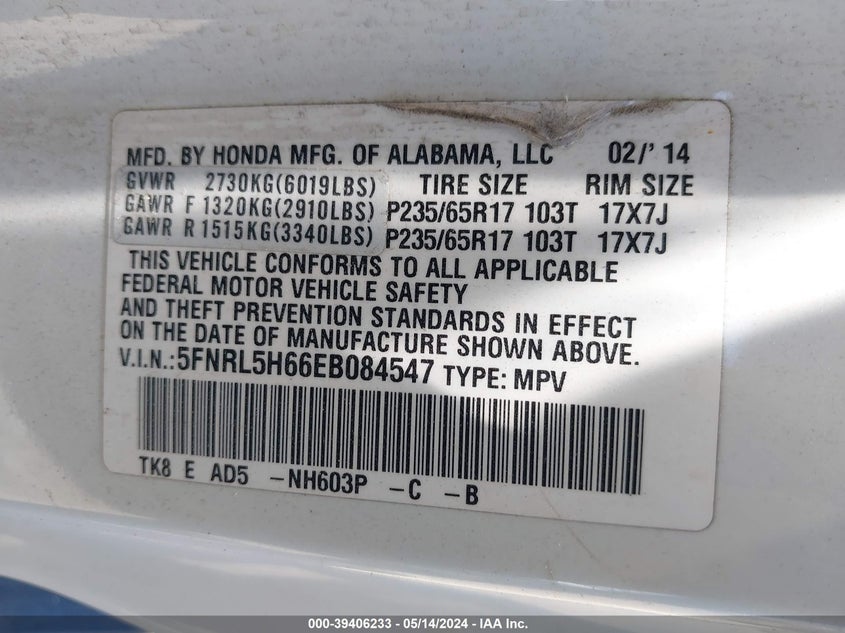 MFD. BY HONDA MFG. OF ALABAMA, LLC 02/' 14
GVWR 2730KG(6019LBS) TIRE SIZE RIM SIZE
GAWR F 1320KG(2910LBS) P235/65R17 103T 17X7J
GAWR R 1515KG(3340LBS) P235/65R17 103T 17X7J
THIS VEHICLE CONFORMS TO ALL APPLICABLE
FEDERAL MOTOR VEHICLE SAFETY
AND THEFT PREVENTION STANDARDS IN EFFECT
ON THE DATE OF MANUFACTURE SHOWN ABOVE.
V.I.N.:5FNRL5H66EB084547 TYPE: MPV
TK8 E AD5 -NH603P -C -B
000-39406233 - 05/14/2024 - IAA Inc.